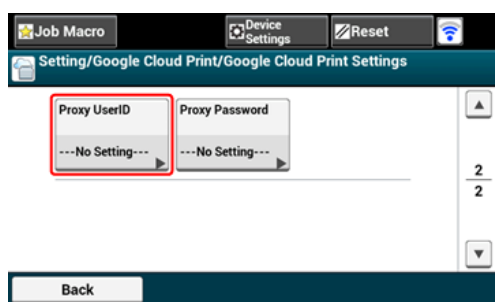 Job Macro
Device
Settings
Reset
Setting/Google Cloud Print/Google Cloud Print Settings
Proxy UserID
Proxy Password
---No Setting---
---No Setting---
2
2
Back